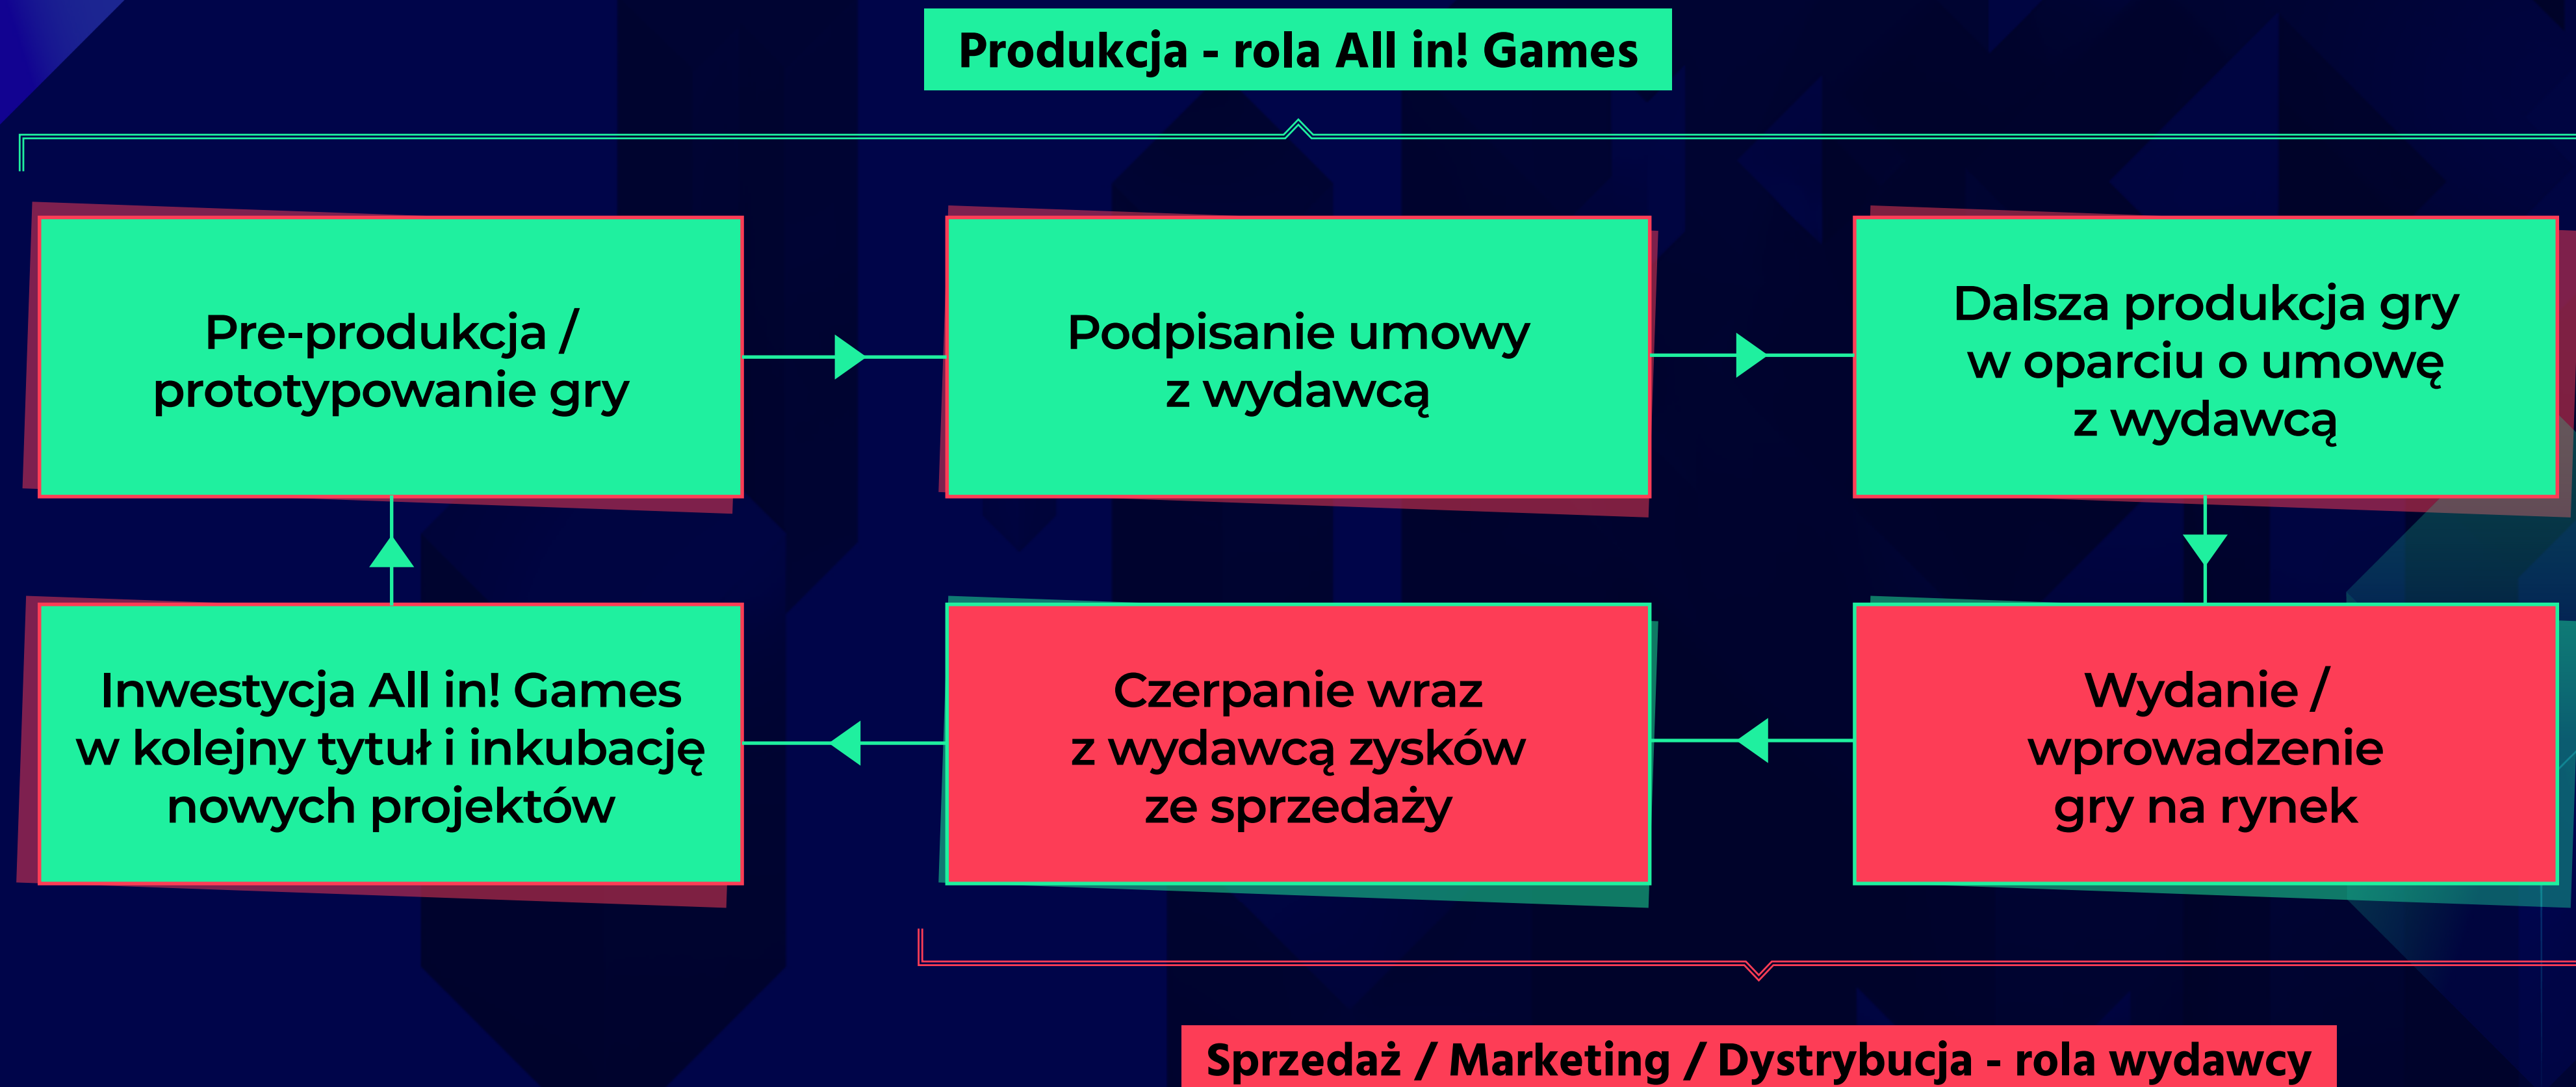 Produkcja - rola All in! Games
Pre-produkcja /
prototypowanie gry
Podpisanie umowy
z wydawcą
Dalsza produkcja gry
w oparciu o umowę
z wydawcą
Inwestycja All in! Games
w kolejny tytuł i inkubację
nowych projektów
Czerpanie wraz
z wydawcą zysków
ze sprzedaży
Wydanie /
wprowadzenie
gry na rynek
Sprzedaż / Marketing / Dystrybucja - rola wydawcy